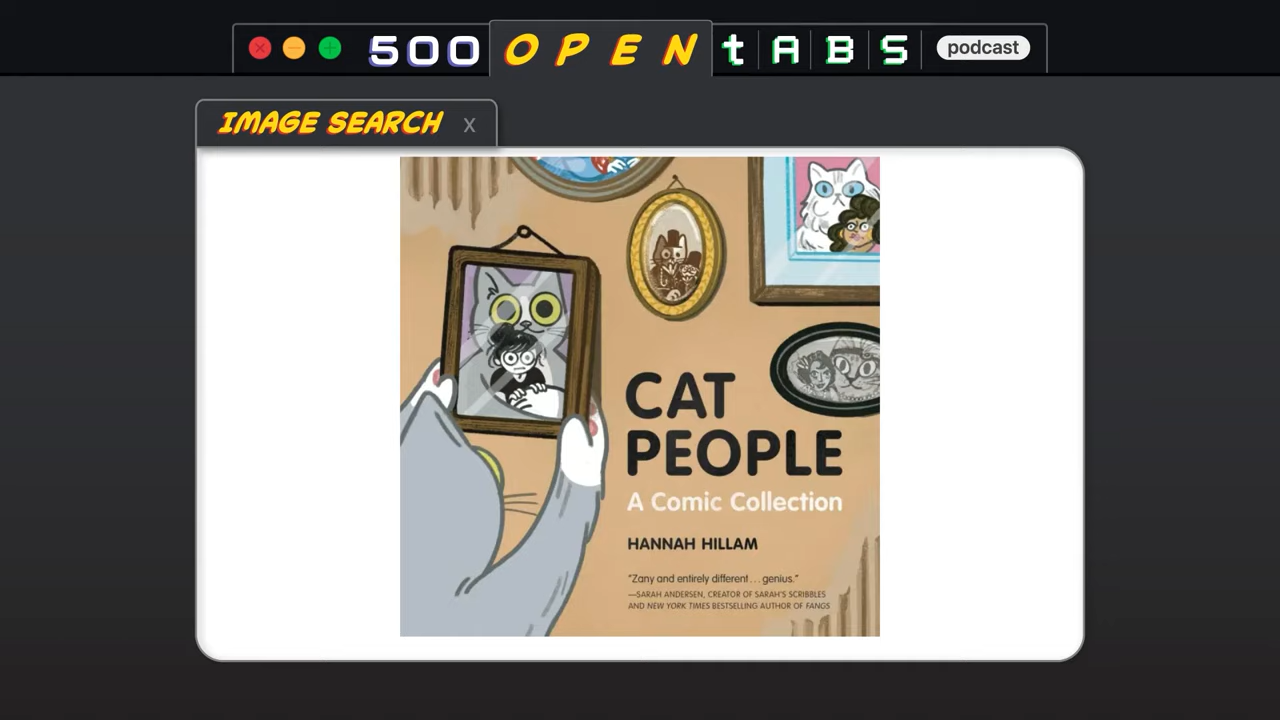 500 OPEN tABS podcast
IMAGE SEARCH X
CAT
PEOPLE
A Comic Collection
HANNAH HILLAM
“Zany and entirely different . . . genius.”
—SARAH ANDERSEN, CREATOR OF SARAH'S SCRIBBLES
AND NEW YORK TIMES BESTSELLING AUTHOR OF FANGS